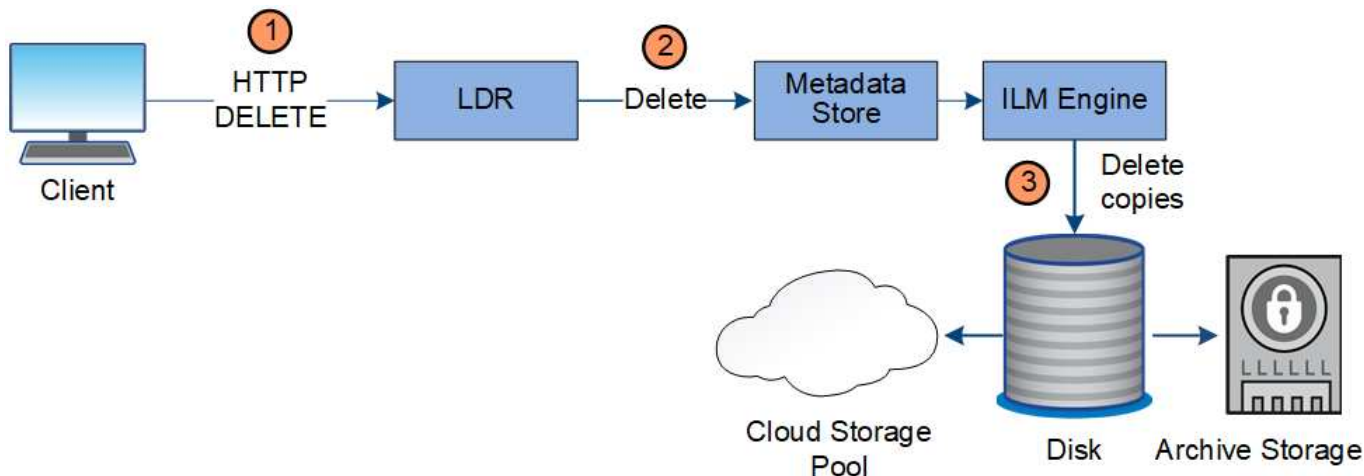 1
HTTP
DELETE
Client
LDR
2
Delete
Metadata
Store
ILM Engine
3
Delete
copies
Cloud Storage
Pool
Disk
LLLLLL
Archive Storage